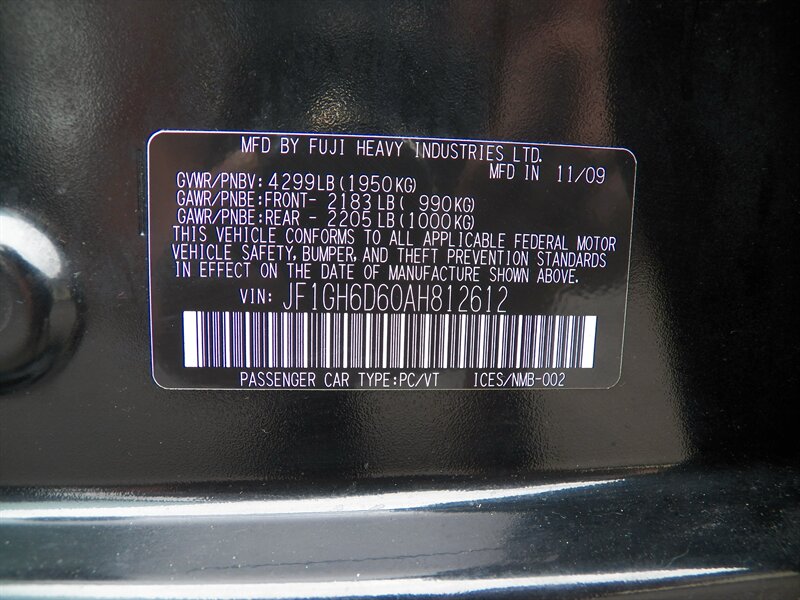 MFD BY FUJI HEAVY INDUSTRIES LTD.
MFD IN 11/09
GVWR/PNBV: 4299LB(1950KG)
GAWR/PNBE:FRONT- 2183LB( 990KG)
GAWR/PNBE:REAR - 2205LB(1000KG)
THIS VEHICLE CONFORMS TO ALL APPLICABLE FEDERAL MOTOR
VEHICLE SAFETY, BUMPER, AND THEFT PREVENTION STANDARDS
IN EFFECT ON THE DATE OF MANUFACTURE SHOWN ABOVE.
VIN: JF1GH6D60AH812612
PASSENGER CAR TYPE:PC/VT ICES/NMB-002